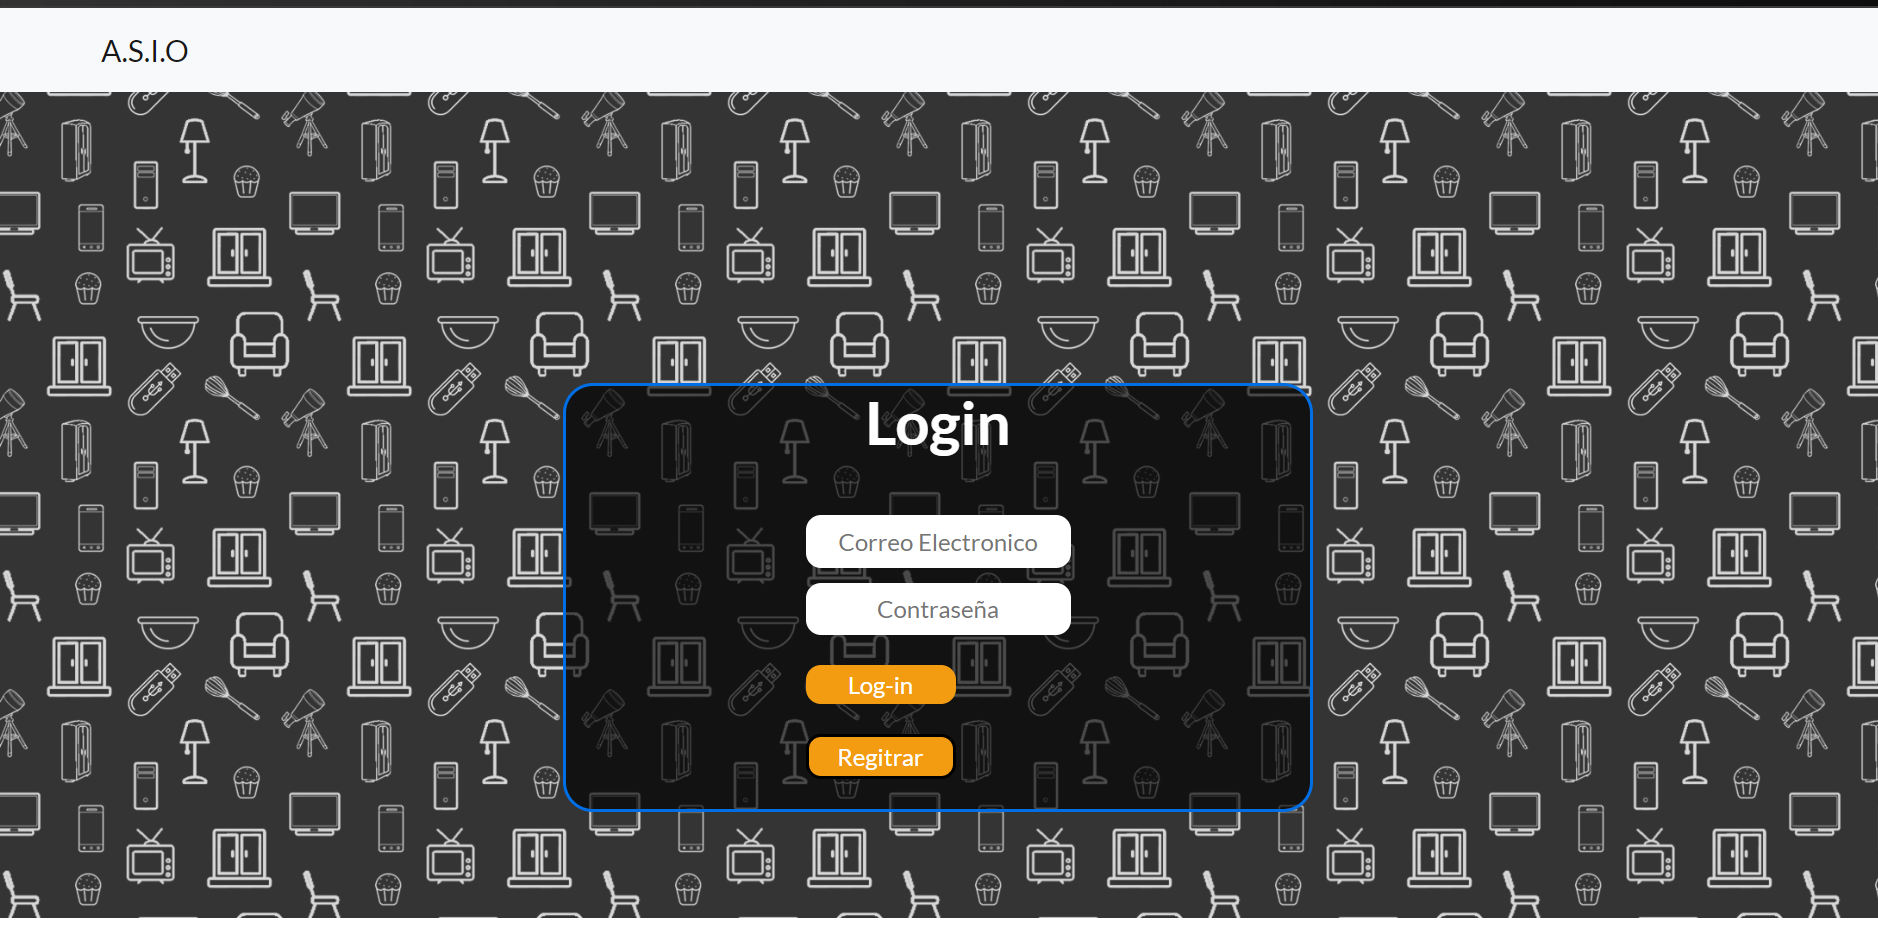 A.S.I.O
Login
Correo Electronico
Contraseña
Log-in
Regitrar